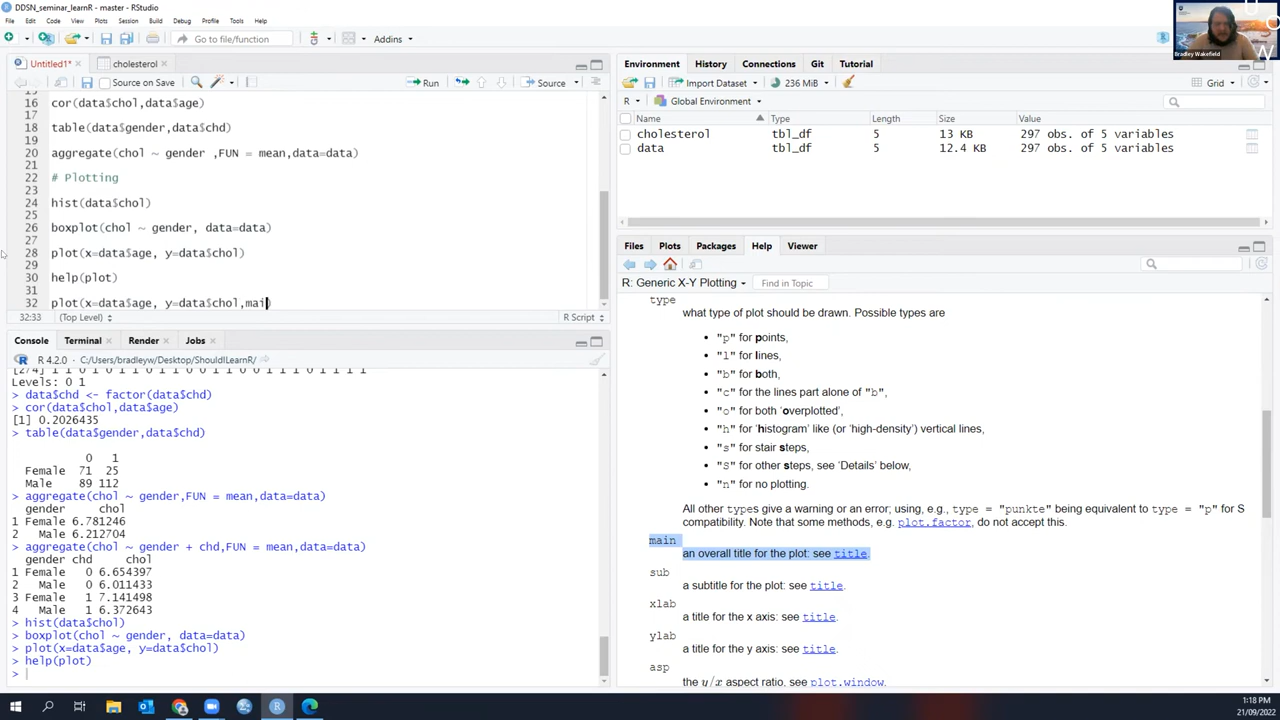 DDSN_seminar_learnR - master - RStudio
File Edit Code View Plots Session Build Debug Profile Tools Help
Go to file/function
Addins
Bradley Wakefield
Untitled1*
cholesterol
Source on Save
Run
Source
16 cor(data$chol,data$age)
17
18 table(data$gender,data$chd)
19
20 aggregate(chol ~ gender ,FUN = mean,data=data)
21
22 # Plotting
23
24 hist(data$chol)
25
26 boxplot(chol ~ gender, data=data)
27
28 plot(x=data$age, y=data$chol)
29
30 help(plot)
31
32 plot(x=data$age, y=data$chol,mai)
32:33 (Top Level) R Script
Console Terminal Render Jobs
R 4.2.0 · C:/Users/bradleyw/Desktop/ShouldILearnR/
Levels: 0 1
> data$chd <- factor(data$chd)
> cor(data$chol,data$age)
[1] 0.2026435
> table(data$gender,data$chd)
0 1
Female 71 25
Male 89 112
> aggregate(chol ~ gender,FUN = mean,data=data)
gender chol
1 Female 6.781246
2 Male 6.212704
> aggregate(chol ~ gender + chd,FUN = mean,data=data)
gender chd chol
1 Female 0 6.654397
2 Male 0 6.011433
3 Female 1 7.141498
4 Male 1 6.372643
> hist(data$chol)
> boxplot(chol ~ gender, data=data)
> plot(x=data$age, y=data$chol)
> help(plot)
>
Environment History Connections Git Tutorial
Import Dataset 236 MiB Grid
R Global Environment
Name Type Length Size Value
cholesterol tbl_df 5 13 KB 297 obs. of 5 variables
data tbl_df 5 12.4 KB 297 obs. of 5 variables
Files Plots Packages Help Viewer
R: Generic X-Y Plotting Find in Topic
type
what type of plot should be drawn. Possible types are
• "p" for points,
• "l" for lines,
• "b" for both,
• "c" for the lines part alone of "b",
• "o" for both ‘overplotted’,
• "h" for ‘histogram’ like (or ‘high-density’) vertical lines,
• "s" for stair steps,
• "S" for other steps, see ‘Details’ below,
• "n" for no plotting.
All other types give a warning or an error; using, e.g., type = "punkte" being equivalent to type = "p" for S
compatibility. Note that some methods, e.g. plot.factor, do not accept this.
main
an overall title for the plot: see title.
sub
a subtitle for the plot: see title.
xlab
a title for the x axis: see title.
ylab
a title for the y axis: see title.
asp
the y/x aspect ratio, see plot.window.
1:18 PM
21/09/2022